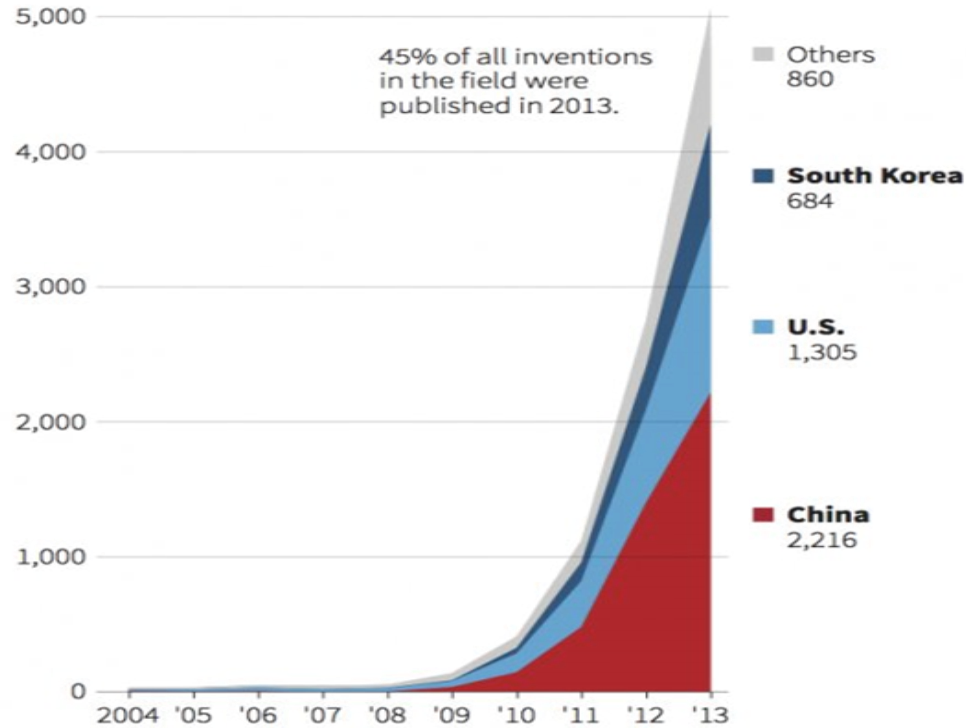 5,000
4,000
3,000
2,000
1,000
0
45% of all inventions
in the field were
published in 2013.
2004 '05 '06 '07 '08 '09 '10 '11 '12 '13
Others
860
South Korea
684
U.S.
1,305
China
2,216